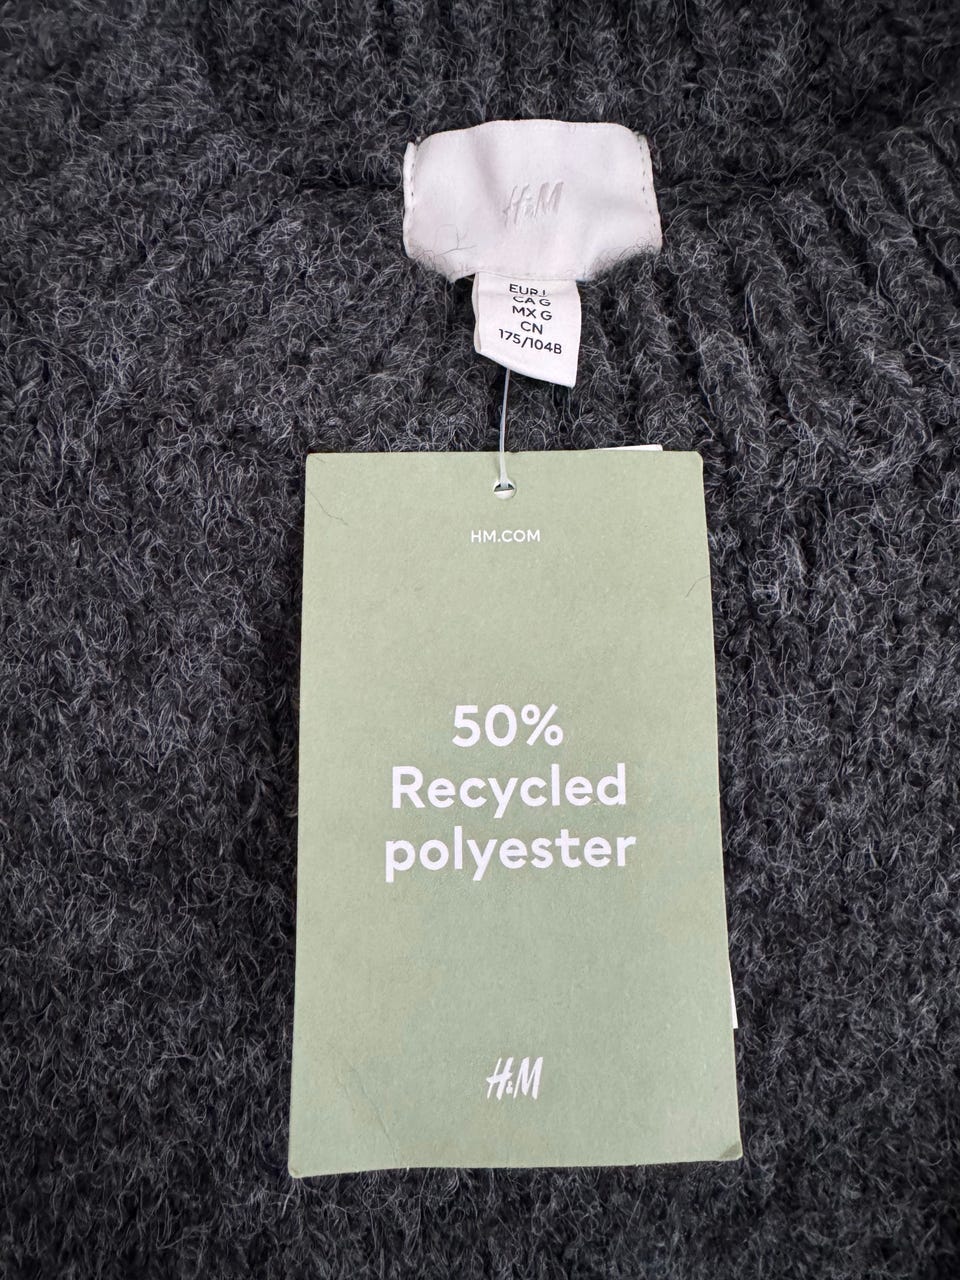 H&M
EUR L
CA G
MX G
CN
175/104B
HM.COM
50%
Recycled
polyester
H&M